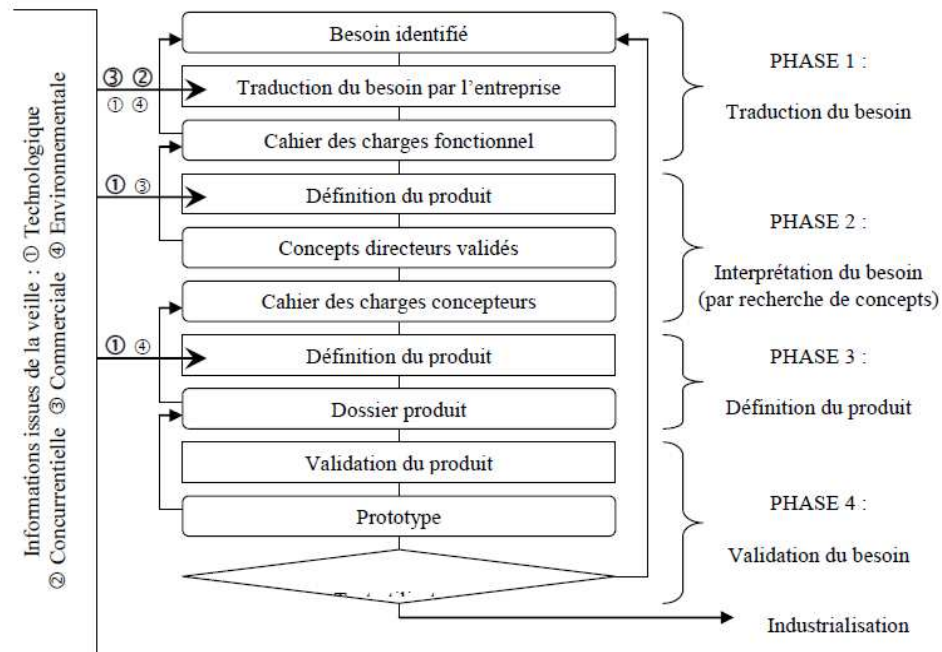 Informations issues de la veille : ① Technologique
② Concurrentielle ③ Commerciale ④ Environnementale
Besoin identifié
③ ②
① ④
Traduction du besoin par l'entreprise
Cahier des charges fonctionnel
PHASE 1 :
Traduction du besoin
① ③
Définition du produit
Concepts directeurs validés
Cahier des charges concepteurs
PHASE 2 :
Interprétation du besoin
(par recherche de concepts)
① ④
Définition du produit
Dossier produit
PHASE 3 :
Définition du produit
Validation du produit
Prototype
PHASE 4 :
Validation du besoin
Industrialisation